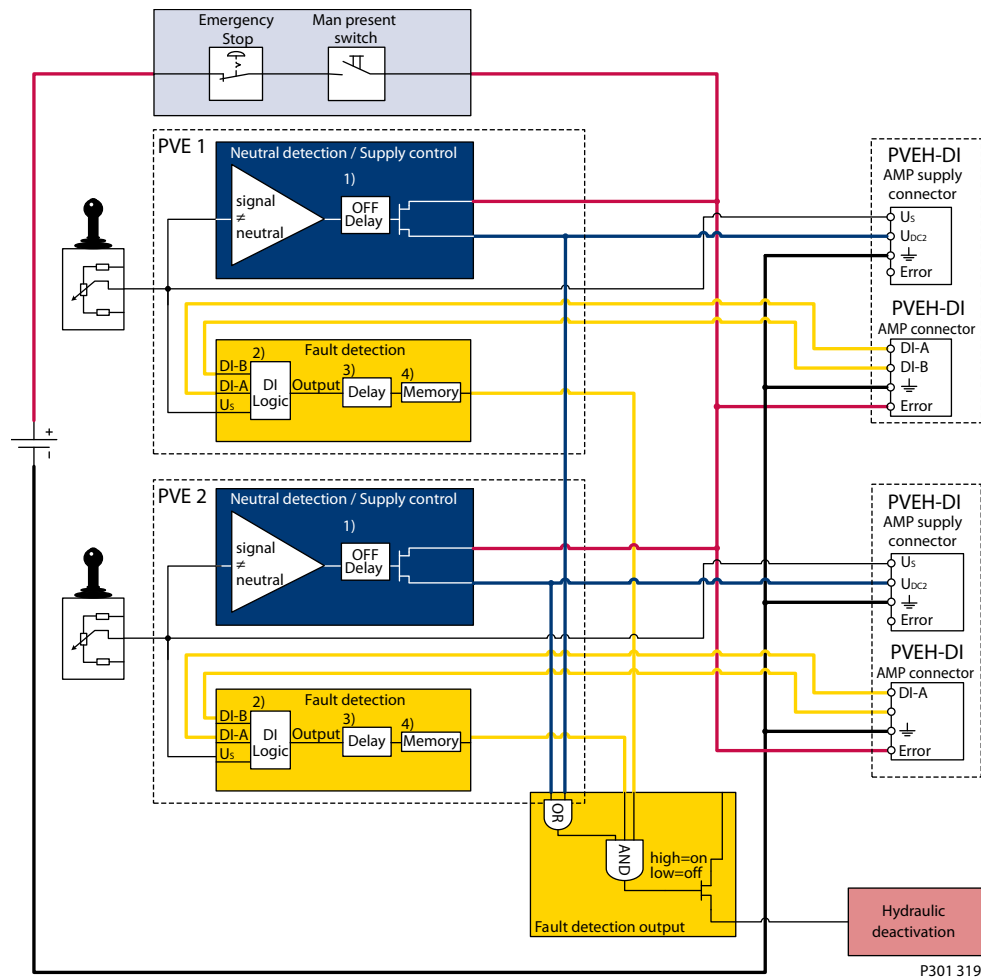 Emergency
Stop
Man present
switch
PVE 1
Neutral detection / Supply control
1)
signal
≠
neutral
OFF
Delay
PVEH-DI
AMP supply
connector
Us
UDC2
Error
PVEH-DI
AMP connector
DI-A
DI-B
Error
Fault detection
DI-B
DI-A
Us
2)
DI
Logic
Output
3)
Delay
4)
Memory
+
-
PVE 2
Neutral detection / Supply control
1)
signal
≠
neutral
OFF
Delay
PVEH-DI
AMP supply
connector
Us
UDC2
Error
PVEH-DI
AMP connector
DI-A
Error
Fault detection
DI-B
DI-A
Us
2)
DI
Logic
Output
3)
Delay
4)
Memory
OR
AND
high=on
low=off
Fault detection output
Hydraulic
deactivation
P301 319